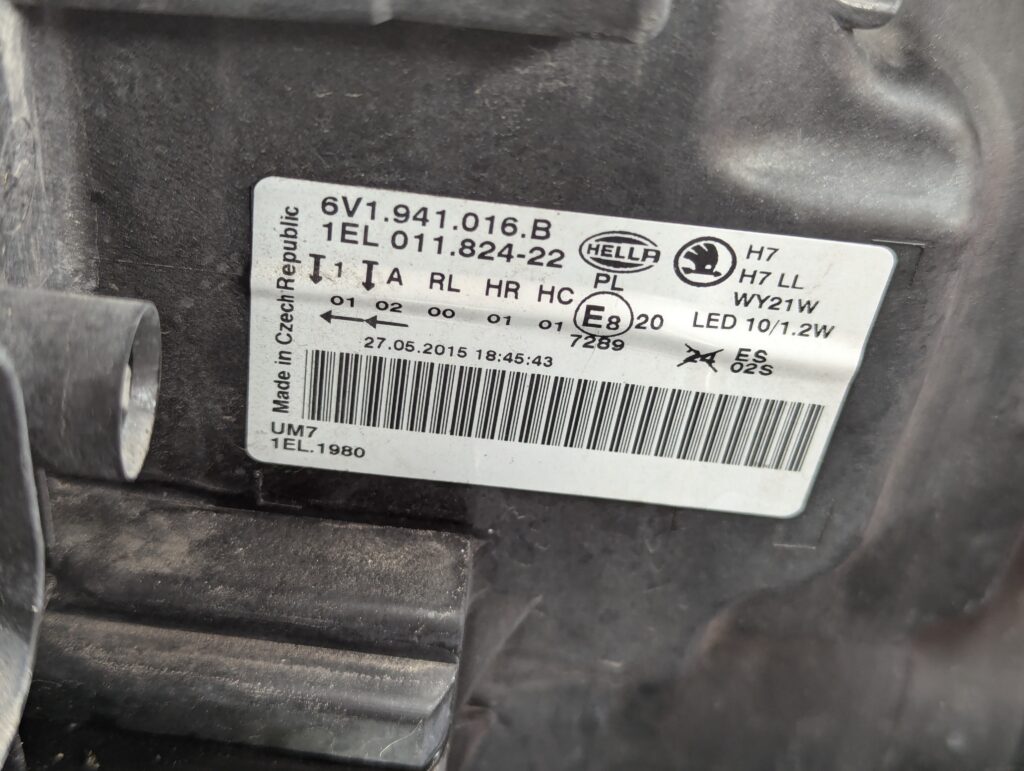 6V1.941.016.B
1EL 011.824-22
HELLA
H7
H7 LL
WY21W
LED 10/1.2W
1 A RL HR HC PL
01 02 00 01 01 E8 20
7289
24 ES
02S
27.05.2015 18:45:43
Made in Czech Republic
UM7
1EL.1980